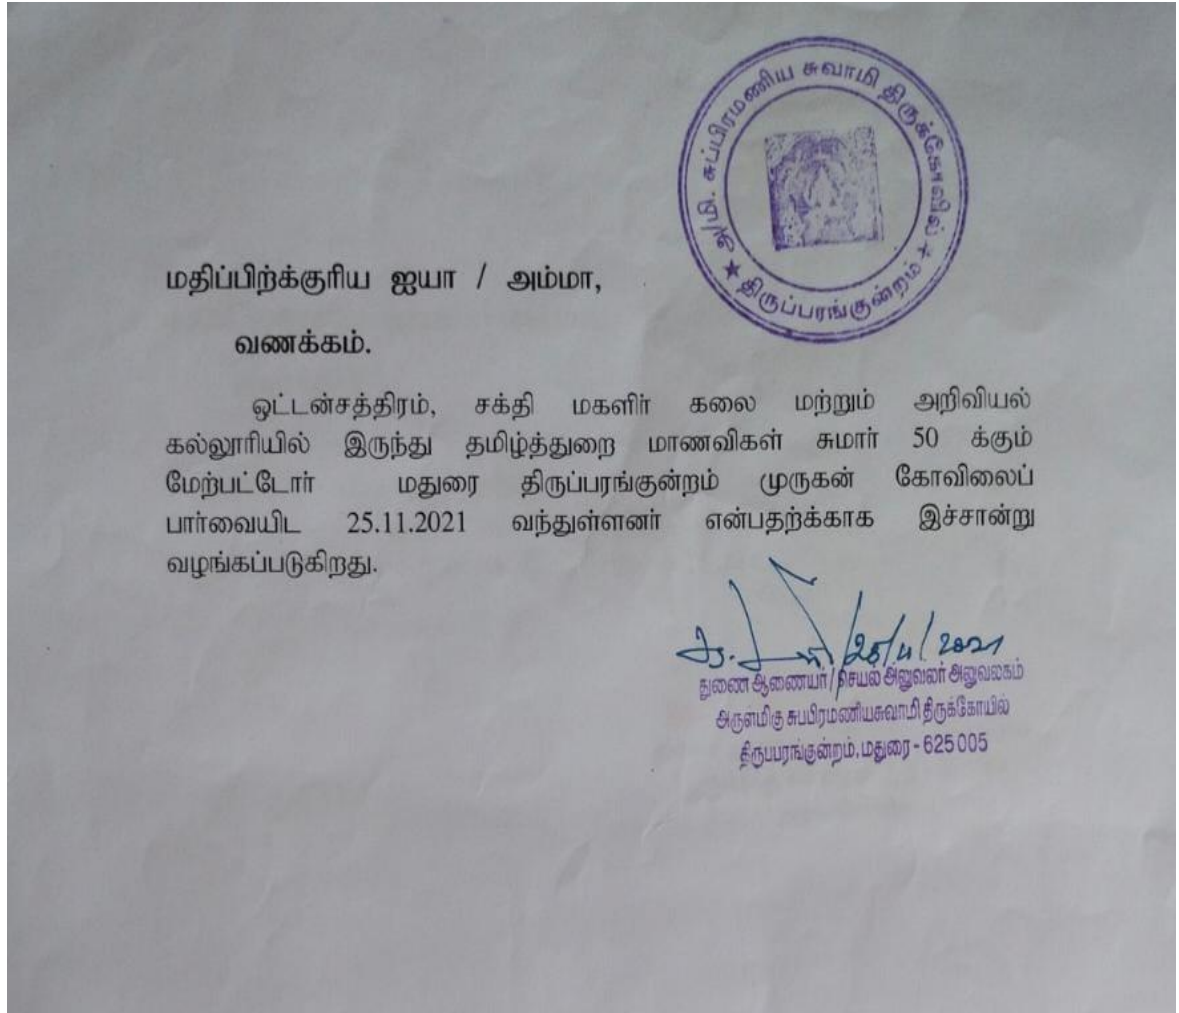 அ/மி. சுப்பிரமணிய சுவாமி திருக்கோவில்
திருப்பரங்குன்றம்
மதிப்பிற்க்குரிய ஐயா / அம்மா,
வணக்கம்.
ஒட்டன்சத்திரம், சக்தி மகளிர் கலை மற்றும் அறிவியல்
கல்லூரியில் இருந்து தமிழ்த்துறை மாணவிகள் சுமார் 50 க்கும்
மேற்பட்டோர் மதுரை திருப்பரங்குன்றம் முருகன் கோவிலைப்
பார்வையிட 25.11.2021 வந்துள்ளனர் என்பதற்க்காக இச்சான்று
வழங்கப்படுகிறது.
25/11/2021
துணை ஆணையர் / செயல் அலுவலர் அலுவலகம்
அருள்மிகு சுப்பிரமணியசுவாமி திருக்கோயில்
திருப்பரங்குன்றம், மதுரை - 625 005